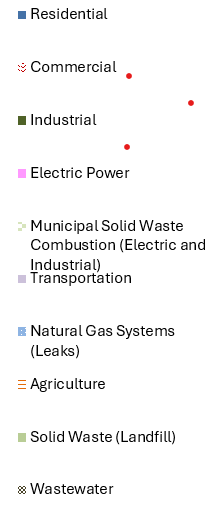 Residential
Commercial
Industrial
Electric Power
Municipal Solid Waste
Combustion (Electric and
Industrial)
Transportation
Natural Gas Systems
(Leaks)
Agriculture
Solid Waste (Landfill)
Wastewater